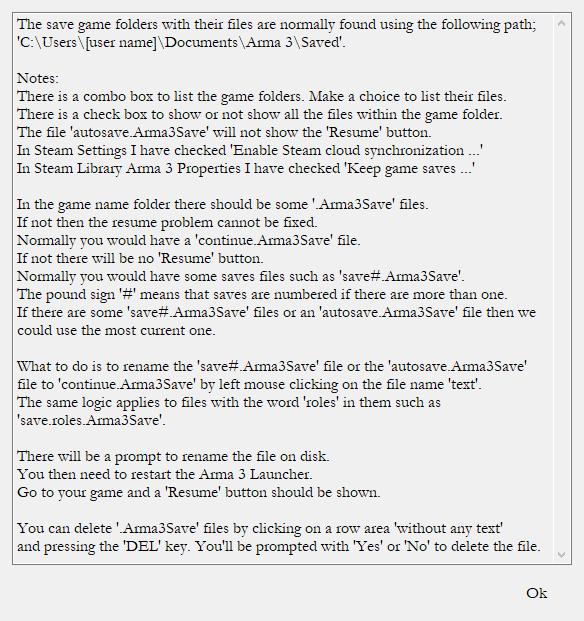 The save game folders with their files are normally found using the following path;
'C:\Users\[user name]\Documents\Arma 3\Saved'.
Notes:
There is a combo box to list the game folders. Make a choice to list their files.
There is a check box to show or not show all the files within the game folder.
The file 'autosave.Arma3Save' will not show the 'Resume' button.
In Steam Settings I have checked 'Enable Steam cloud synchronization ...'
In Steam Library Arma 3 Properties I have checked 'Keep game saves ...'
In the game name folder there should be some '.Arma3Save' files.
If not then the resume problem cannot be fixed.
Normally you would have a 'continue.Arma3Save' file.
If not there will be no 'Resume' button.
Normally you would have some saves files such as 'save#.Arma3Save'.
The pound sign '#' means that saves are numbered if there are more than one.
If there are some 'save#.Arma3Save' files or an 'autosave.Arma3Save' file then we
could use the most current one.
What to do is to rename the 'save#.Arma3Save' file or the 'autosave.Arma3Save'
file to 'continue.Arma3Save' by left mouse clicking on the file name 'text'.
The same logic applies to files with the word 'roles' in them such as
'save.roles.Arma3Save'.
There will be a prompt to rename the file on disk.
You then need to restart the Arma 3 Launcher.
Go to your game and a 'Resume' button should be shown.
You can delete '.Arma3Save' files by clicking on a row area 'without any text'
and pressing the 'DEL' key. You'll be prompted with 'Yes' or 'No' to delete the file.
Ok